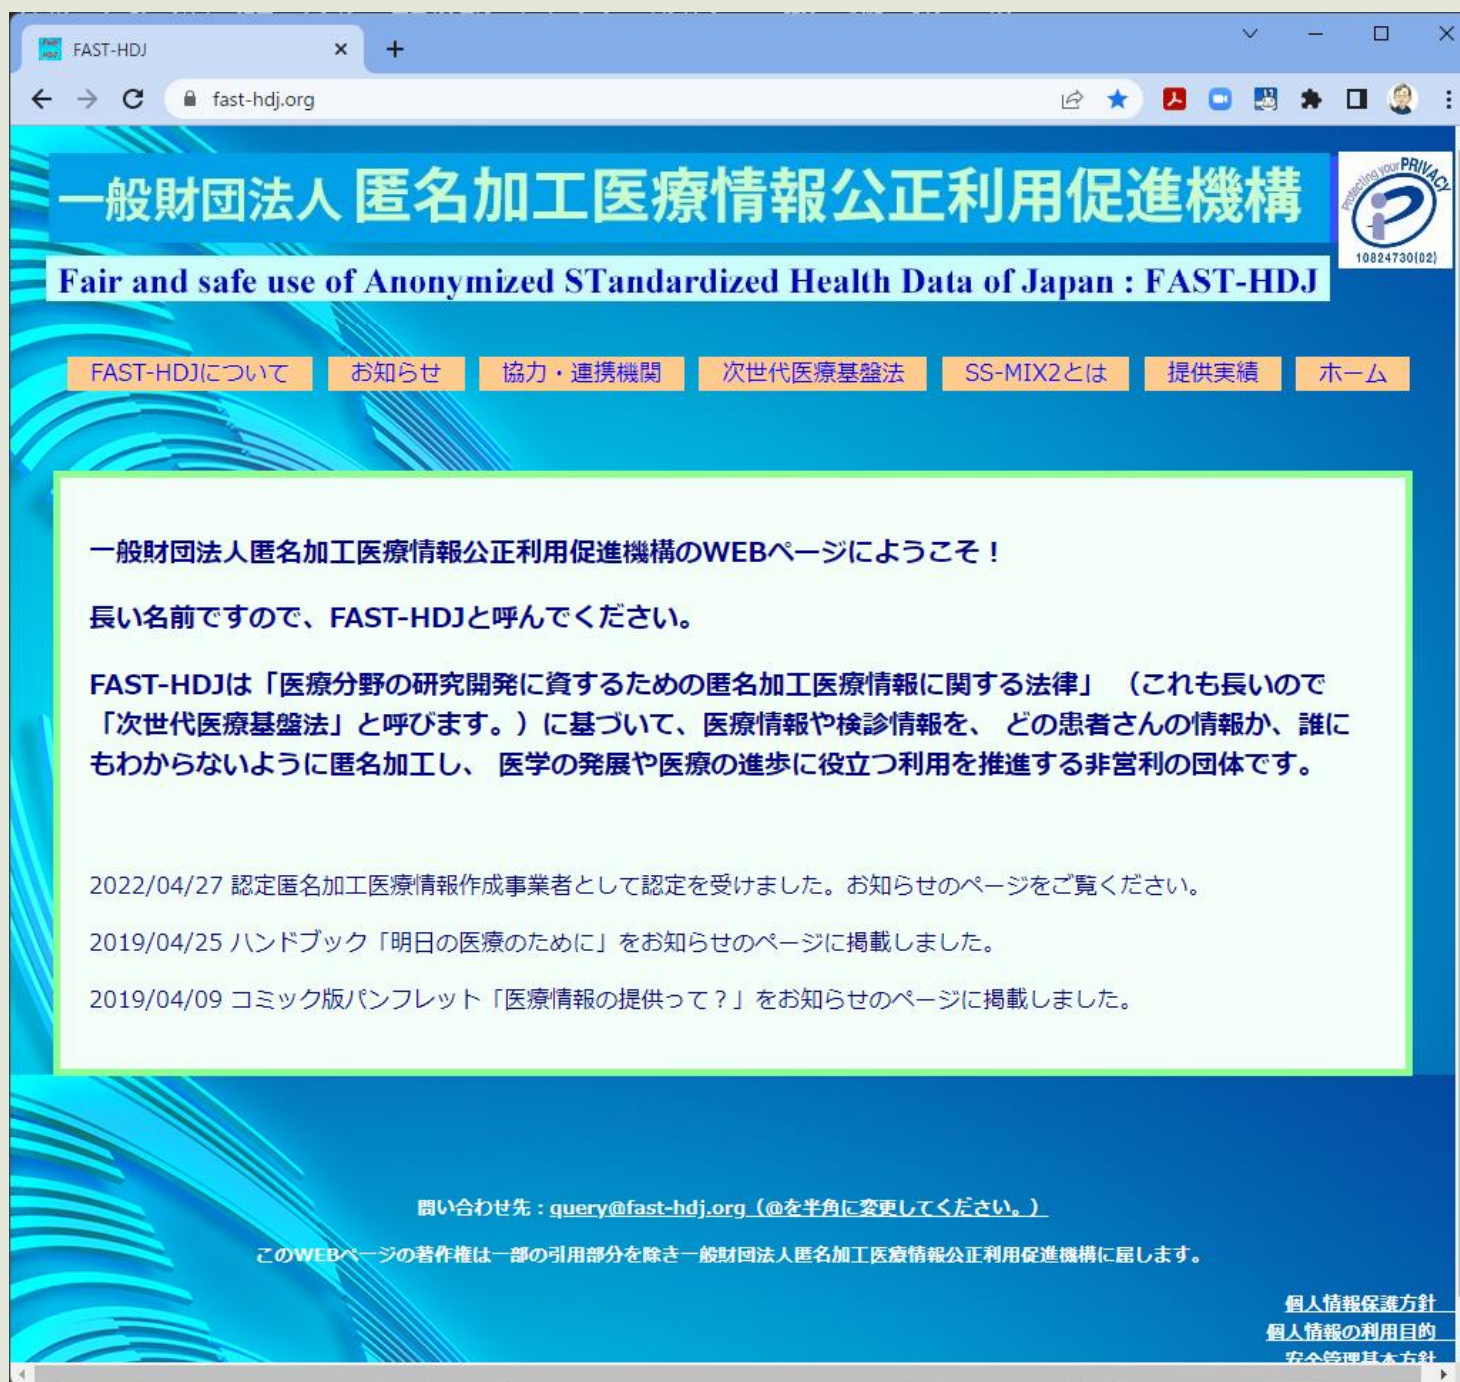 FAST-HDJ
fast-hdj.org
一般財団法人 匿名加工医療情報公正利用促進機構
Protecting your PRIVACY
10824730(02)
Fair and safe use of Anonymized STandardized Health Data of Japan : FAST-HDJ
FAST-HDJについて お知らせ 協力・連携機関 次世代医療基盤法 SS-MIX2とは 提供実績 ホーム
一般財団法人匿名加工医療情報公正利用促進機構のWEBページにようこそ！
長い名前ですので、FAST-HDJと呼んでください。
FAST-HDJは「医療分野の研究開発に資するための匿名加工医療情報に関する法律」 （これも長いので
「次世代医療基盤法」と呼びます。）に基づいて、医療情報や検診情報を、 どの患者さんの情報か、誰に
もわからないように匿名加工し、 医学の発展や医療の進歩に役立つ利用を推進する非営利の団体です。
2022/04/27 認定匿名加工医療情報作成事業者として認定を受けました。お知らせのページをご覧ください。
2019/04/25 ハンドブック「明日の医療のために」をお知らせのページに掲載しました。
2019/04/09 コミック版パンフレット「医療情報の提供って？」をお知らせのページに掲載しました。
問い合わせ先：query@fast-hdj.org（@を半角に変更してください。）
このWEBページの著作権は一部の引用部分を除き一般財団法人匿名加工医療情報公正利用促進機構に属します。
個人情報保護方針
個人情報の利用目的
安全管理基本方針